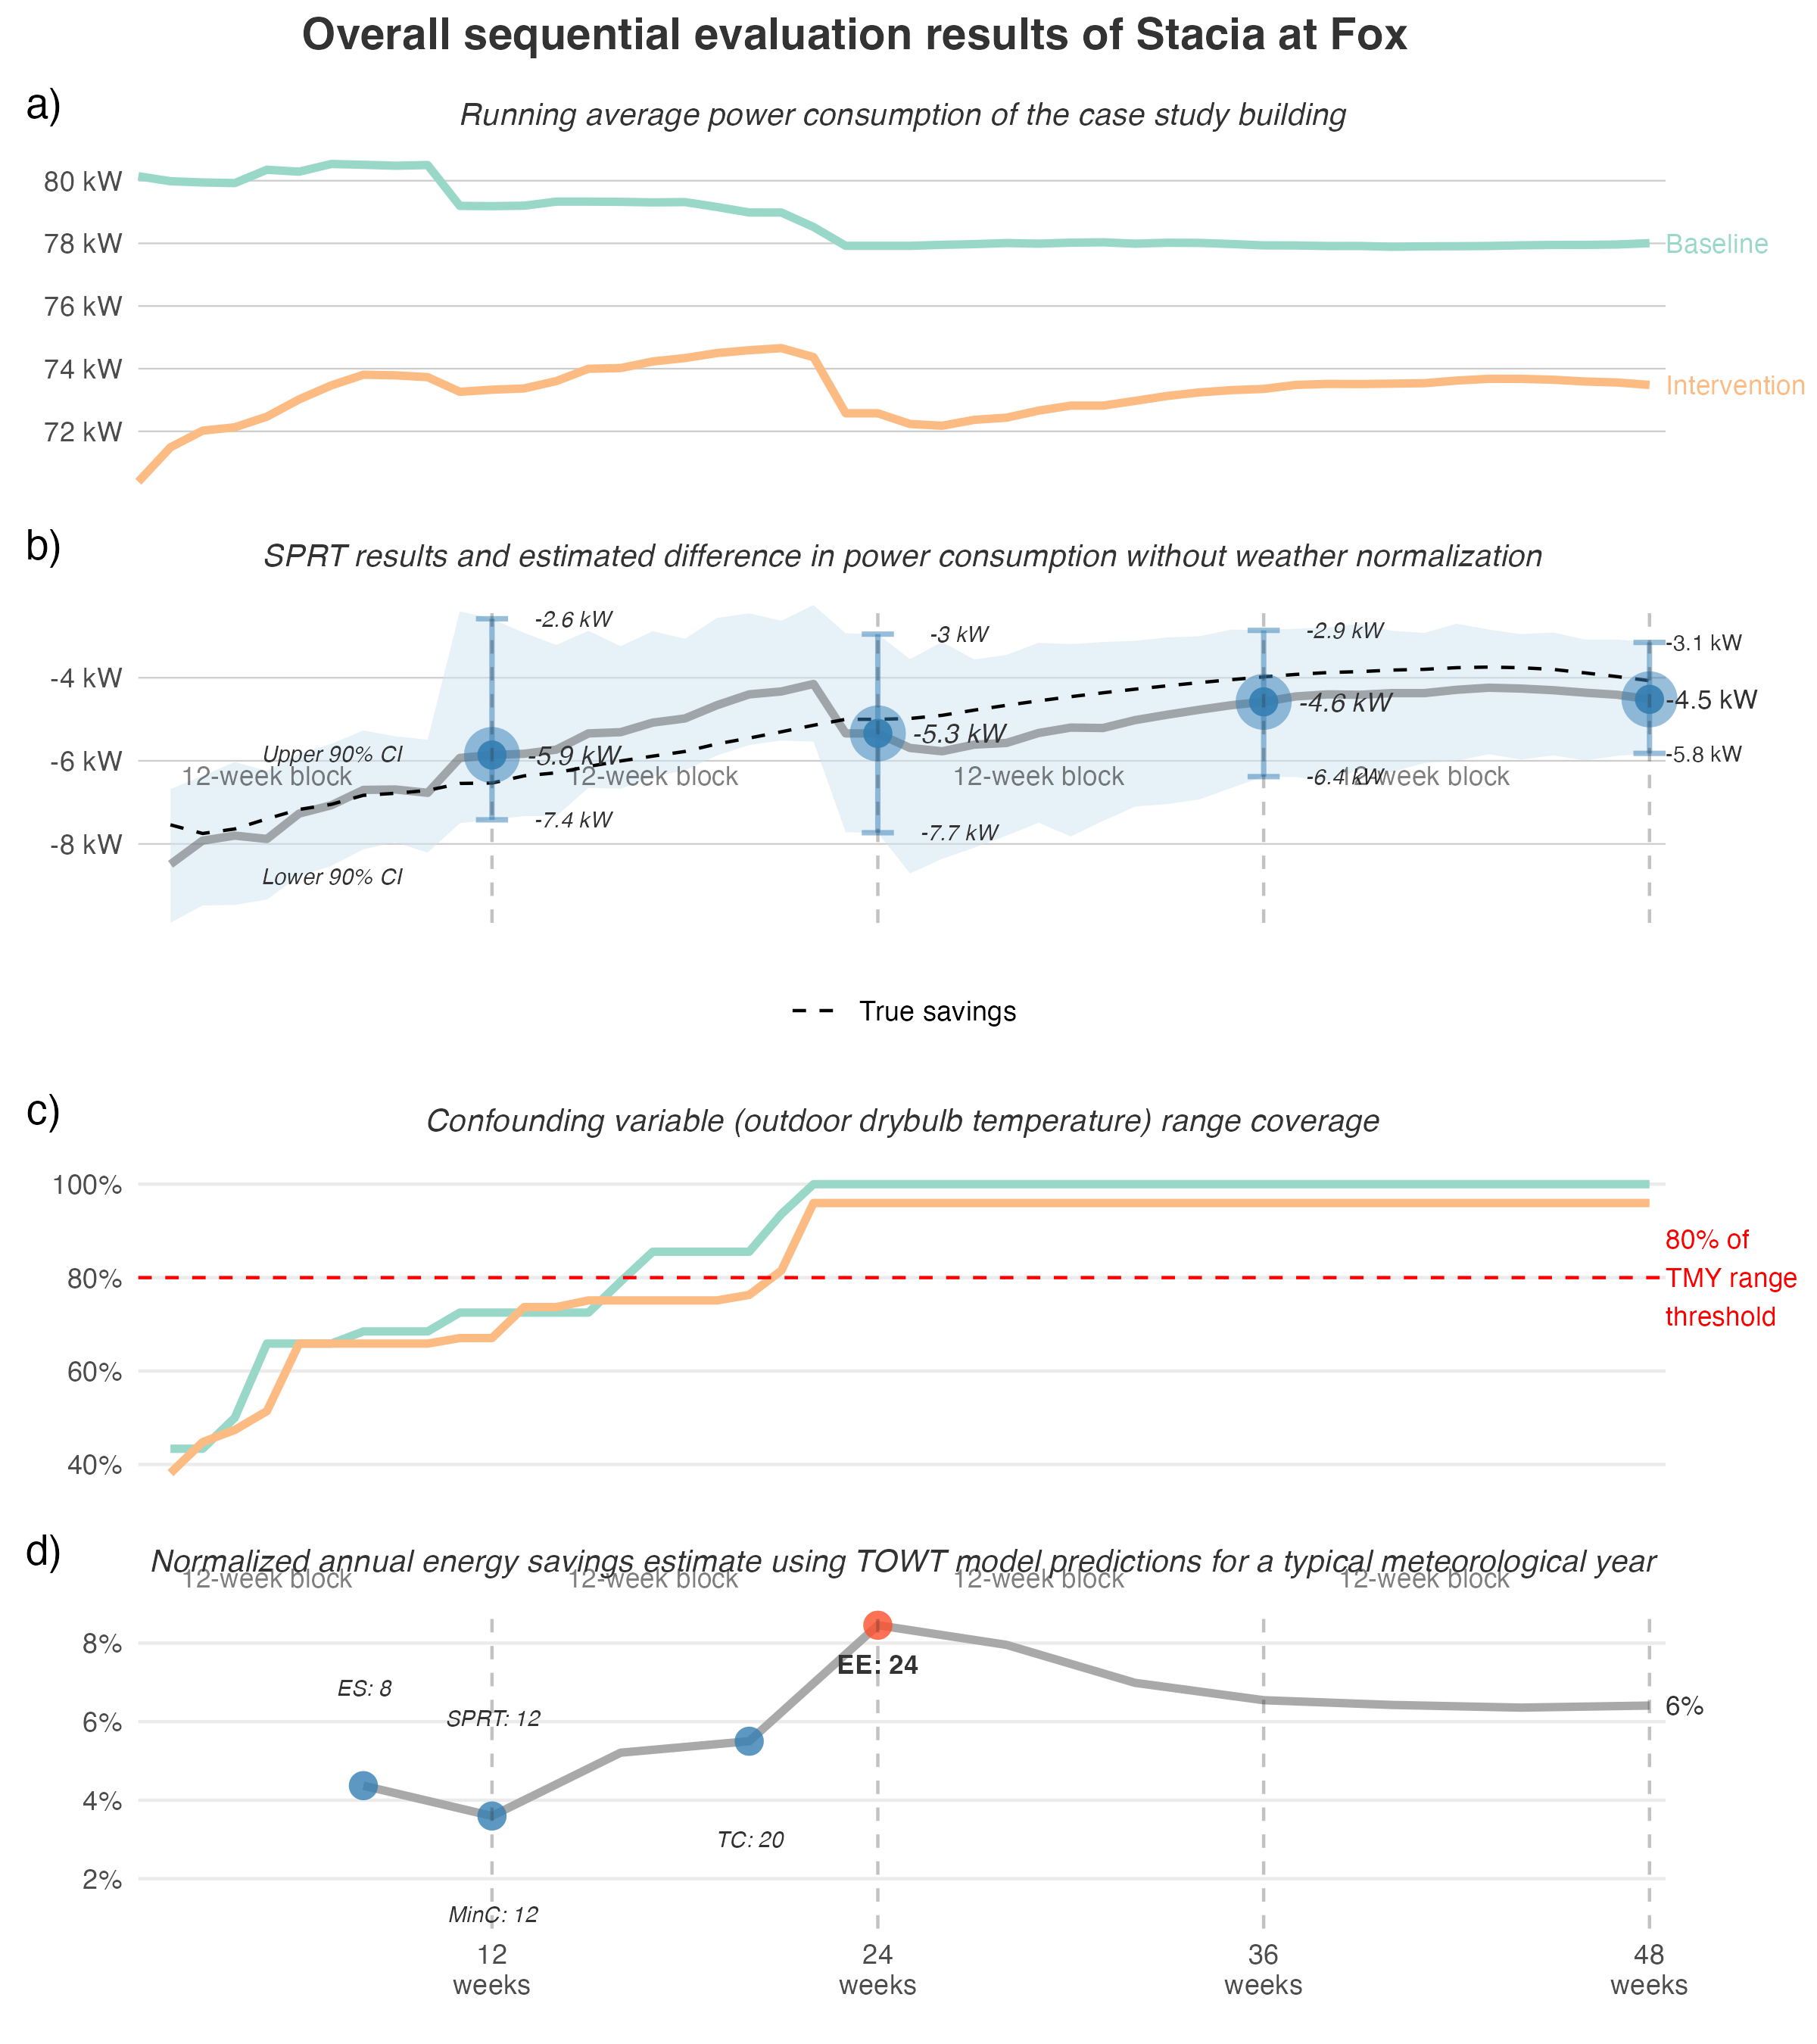 Overall sequential evaluation results of Stacia at Fox
a)
Running average power consumption of the case study building
80 kW
78 kW
76 kW
74 kW
72 kW
Baseline
Intervention
b)
SPRT results and estimated difference in power consumption without weather normalization
-4 kW
-6 kW
-8 kW
Upper 90% CI
Lower 90% CI
12-week block
12-week block
12-week block
12-week block
-2.6 kW
-5.9 kW
-7.4 kW
-3 kW
-5.3 kW
-7.7 kW
-2.9 kW
-4.6 kW
-6.4 kW
-3.1 kW
-4.5 kW
-5.8 kW
True savings
c)
Confounding variable (outdoor drybulb temperature) range coverage
100%
80%
60%
40%
80% of
TMY range
threshold
d)
Normalized annual energy savings estimate using TOWT model predictions for a typical meteorological year
12-week block
12-week block
12-week block
12-week block
8%
6%
4%
2%
ES: 8
SPRT: 12
MinC: 12
TC: 20
EE: 24
6%
12
weeks
24
weeks
36
weeks
48
weeks